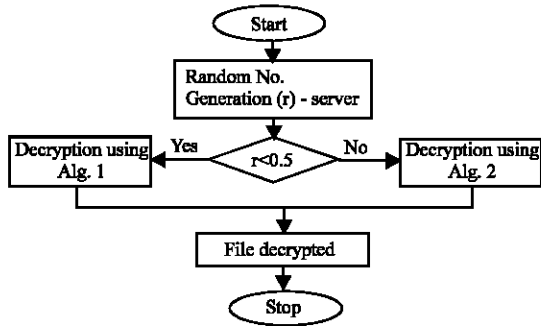 Start
Random No.
Generation (r) - server
Yes
r<0.5
No
Decryption using
Alg. 1
Decryption using
Alg. 2
File decrypted
Stop